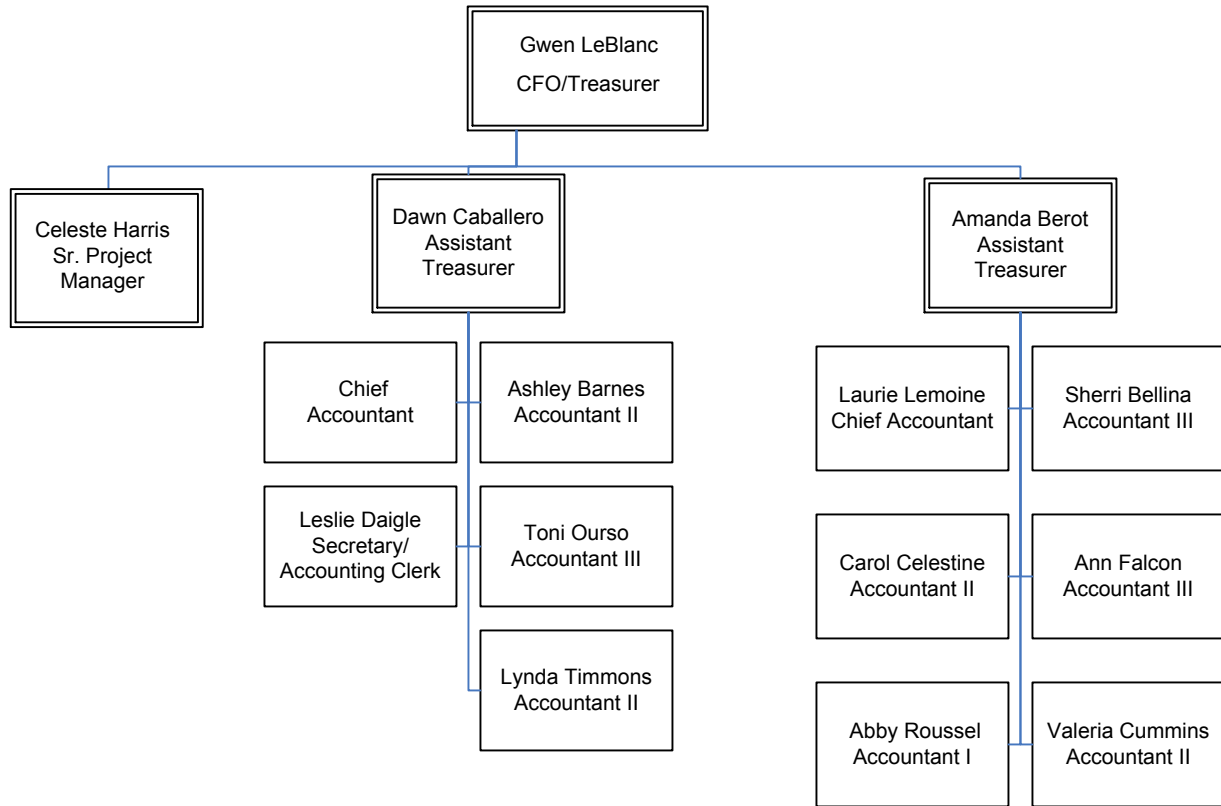 Gwen LeBlanc
CFO/Treasurer
Celeste Harris
Sr. Project
Manager
Dawn Caballero
Assistant
Treasurer
Amanda Berot
Assistant
Treasurer
Chief
Accountant
Ashley Barnes
Accountant II
Laurie Lemoine
Chief Accountant
Sherri Bellina
Accountant III
Leslie Daigle
Secretary/
Accounting Clerk
Toni Ourso
Accountant III
Carol Celestine
Accountant II
Ann Falcon
Accountant III
Lynda Timmons
Accountant II
Abby Roussel
Accountant I
Valeria Cummins
Accountant II